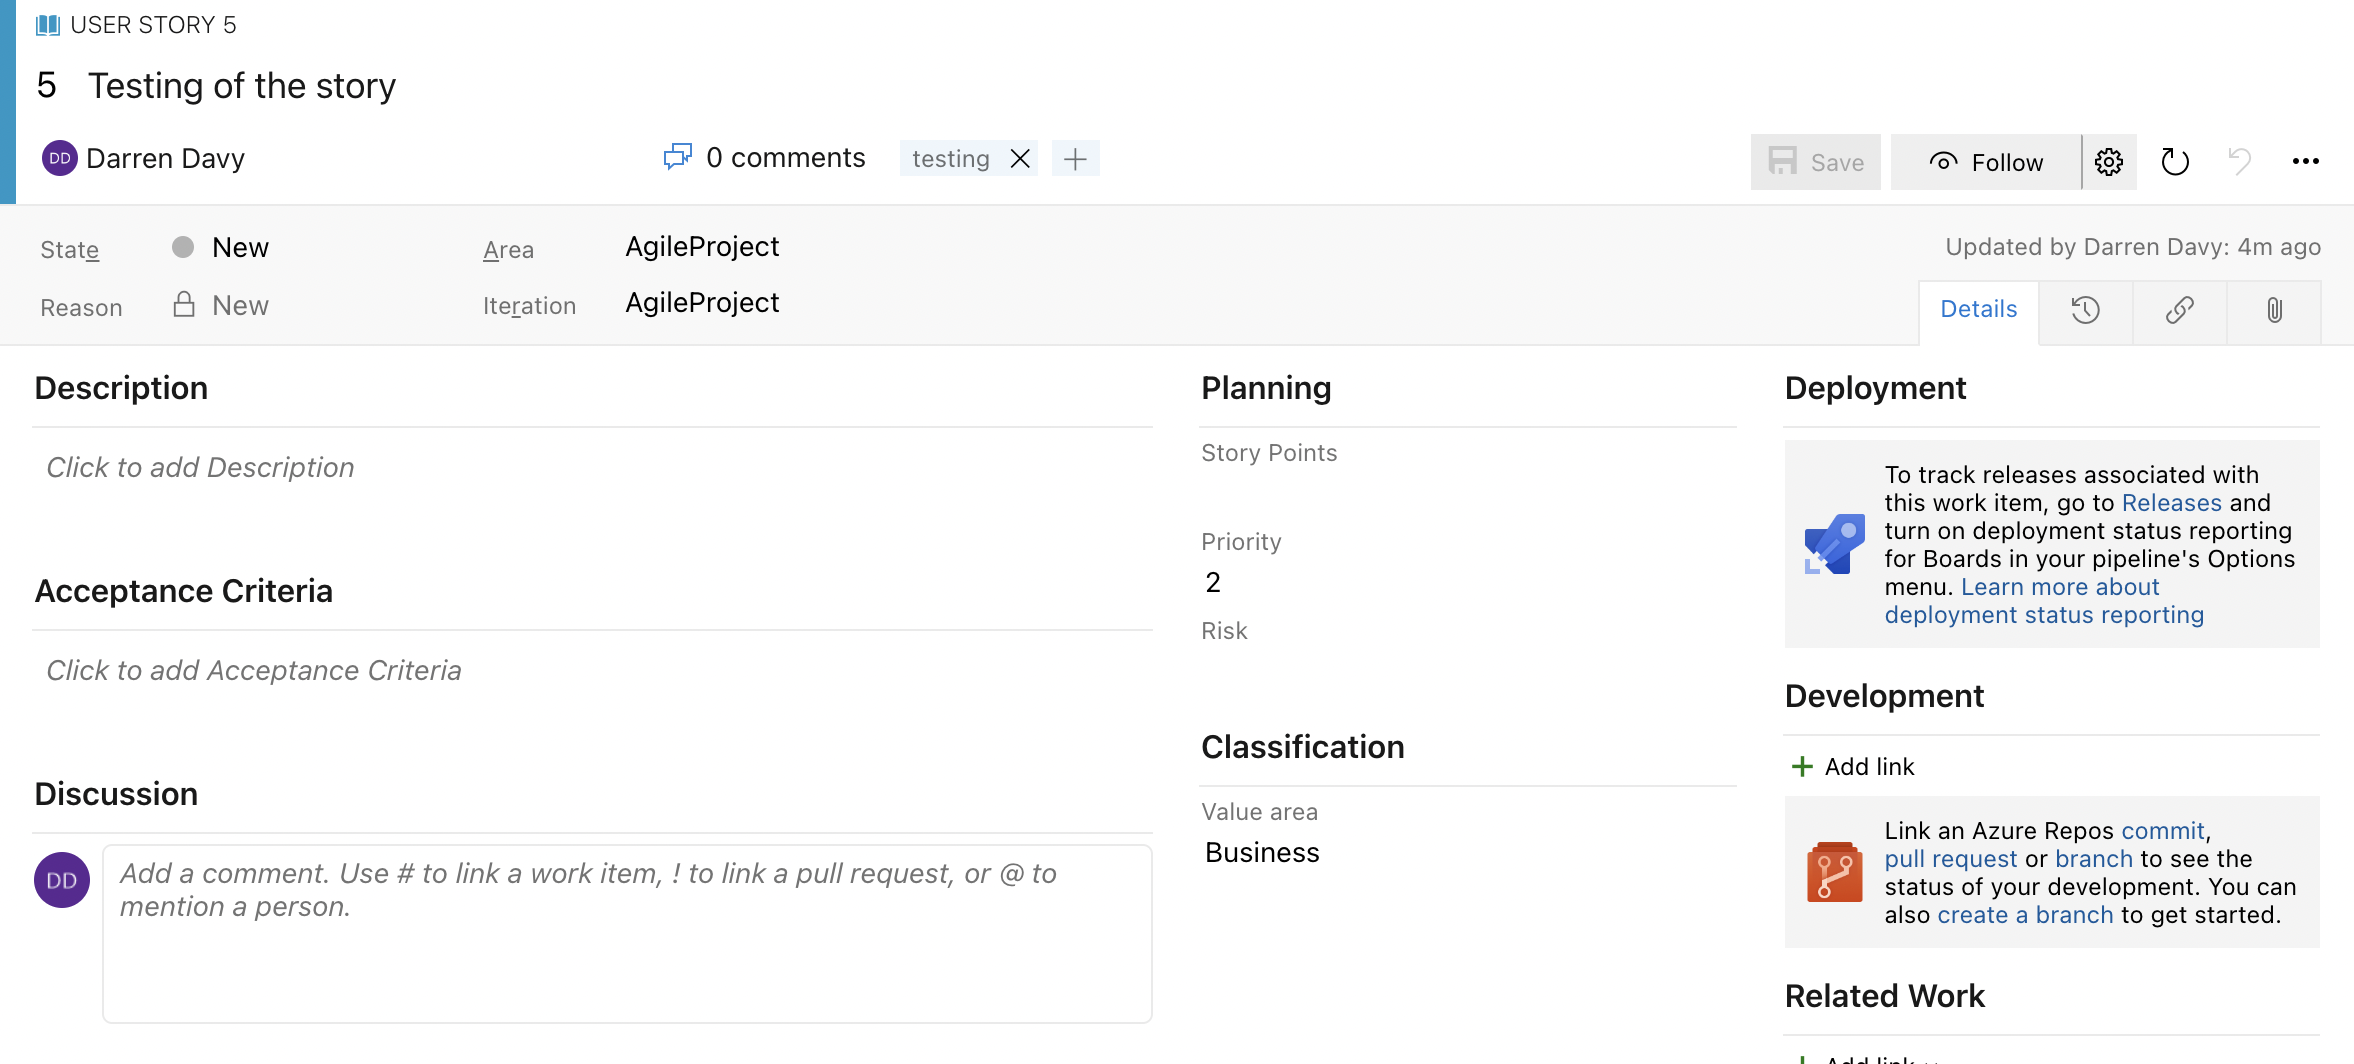 USER STORY 5
5 Testing of the story
DD Darren Davy
0 comments
testing
Save
Follow
State
New
Area
AgileProject
Updated by Darren Davy: 4m ago
Reason
New
Iteration
AgileProject
Details
Description
Click to add Description
Acceptance Criteria
Click to add Acceptance Criteria
Discussion
DD
Add a comment. Use # to link a work item, ! to link a pull request, or @ to
mention a person.
Planning
Story Points
Priority
2
Risk
Classification
Value area
Business
Deployment
To track releases associated with
this work item, go to Releases and
turn on deployment status reporting
for Boards in your pipeline's Options
menu. Learn more about
deployment status reporting
Development
Add link
Link an Azure Repos commit,
pull request or branch to see the
status of your development. You can
also create a branch to get started.
Related Work
Add link